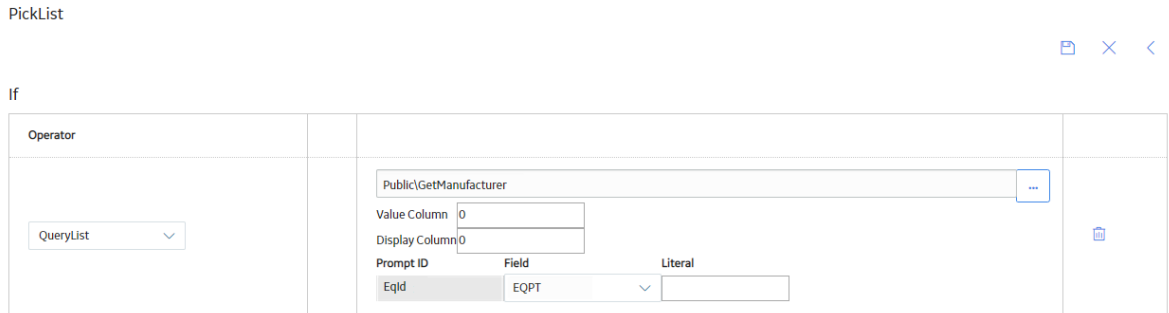 PickList
If
Operator
Public\GetManufacturer
...
Value Column 0
QueryList
Display Column 0
Prompt ID Field Literal
EqId EQPT